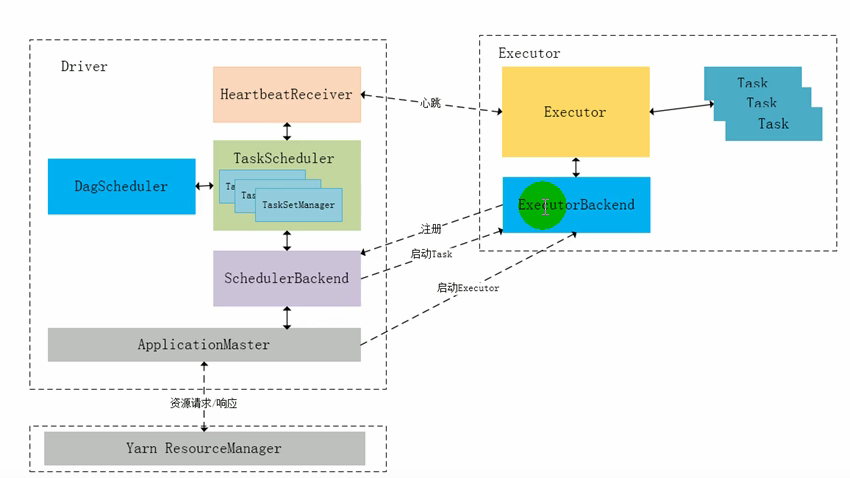 Driver
HeartbeatReceiver
TaskScheduler
DagScheduler
TaskSetManager
SchedulerBackend
ApplicationMaster
资源请求/响应
Yarn ResourceManager
心跳
注册
启动Task
启动Executor
Executor
Executor
Task
Task
Task
ExecutorBackend